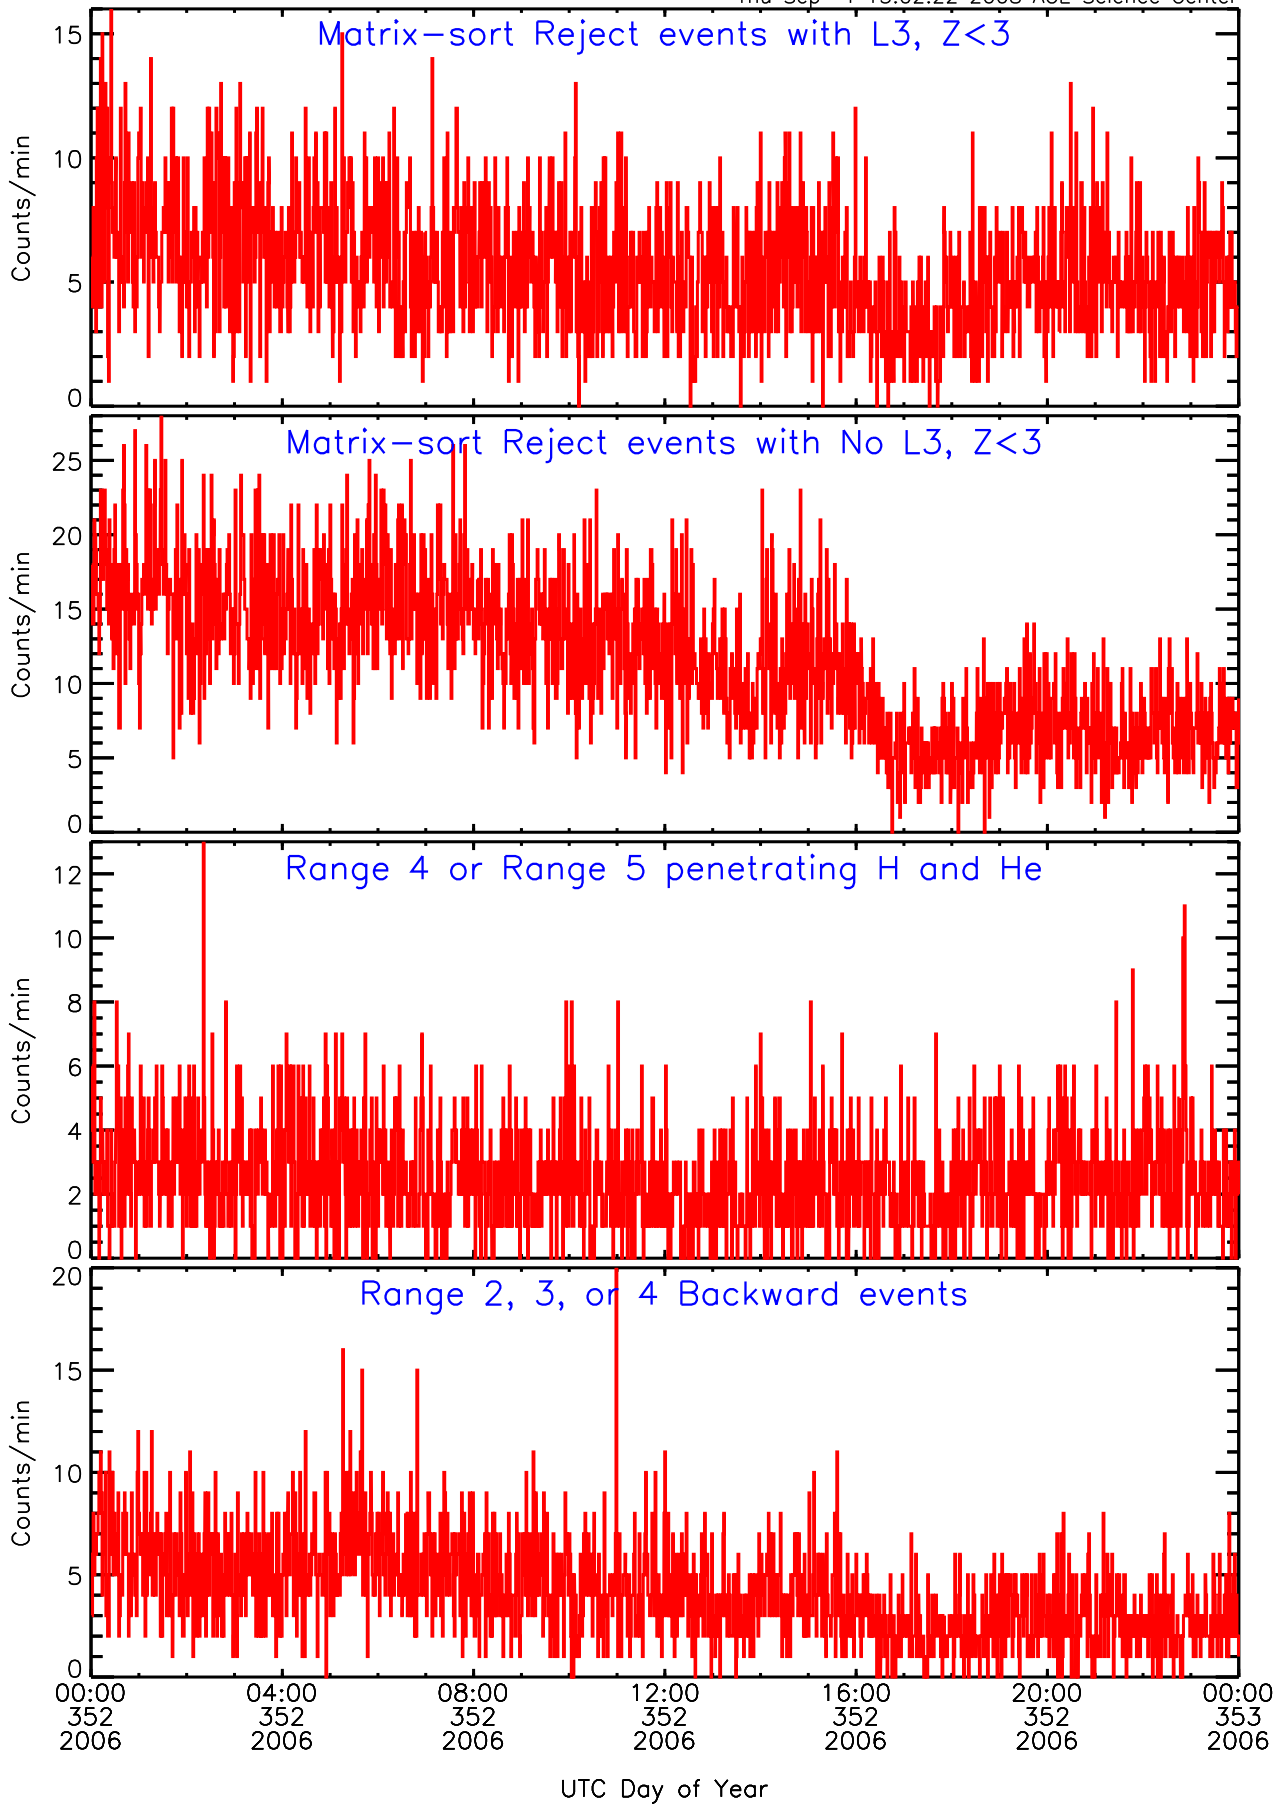 Matrix-sort Reject events with L3, Z<3
15
10
5
0
Counts/min
Matrix-sort Reject events with No L3, Z<3
25
20
15
10
5
0
Counts/min
Range 4 or Range 5 penetrating H and He
12
10
8
6
4
2
0
Counts/min
Range 2, 3, or 4 Backward events
20
15
10
5
0
Counts/min
00:00 04:00 08:00 12:00 16:00 20:00 00:00
352 352 352 352 352 352 353
2006 2006 2006 2006 2006 2006 2006
UTC Day of Year